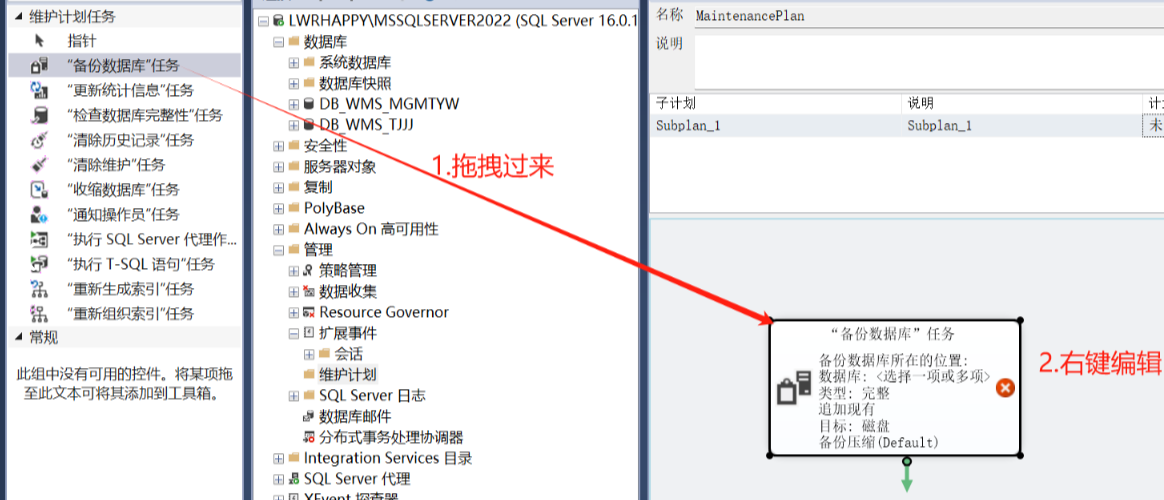 维护计划任务
指针
“备份数据库”任务
“更新统计信息”任务
“检查数据库完整性”任务
“清除历史记录”任务
“清除维护”任务
“收缩数据库”任务
“通知操作员”任务
“执行 SQL Server 代理作...
“执行 T-SQL 语句”任务
“重新生成索引”任务
“重新组织索引”任务
常规
此组中没有可用的控件。将某项拖
至此文本可将其添加到工具箱。
LWRHAPPY\MSSQLSERVER2022 (SQL Server 16.0.1
数据库
系统数据库
数据库快照
DB_WMS_MGMTYW
DB_WMS_TJJJ
安全性
服务器对象
复制
PolyBase
Always On 高可用性
管理
策略管理
数据收集
Resource Governor
扩展事件
会话
维护计划
SQL Server 日志
数据库邮件
分布式事务处理协调器
Integration Services 目录
SQL Server 代理
XEvent 探查器
1.拖拽过来
名称 MaintenancePlan
说明
子计划 说明 计
Subplan_1 Subplan_1 未
“备份数据库”任务
备份数据库所在的位置:
数据库: <选择一项或多项>
类型: 完整
追加现有
目标: 磁盘
备份压缩(Default)
2.右键编辑